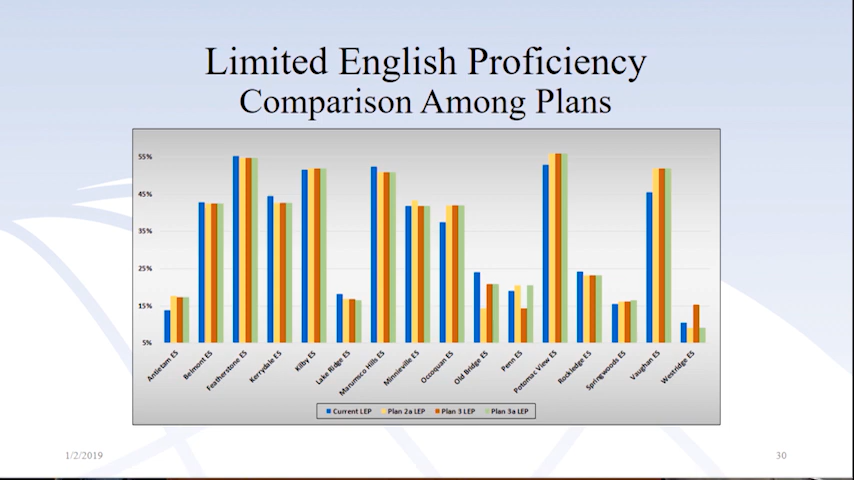 Limited English Proficiency
Comparison Among Plans
55%
45%
35%
25%
15%
5%
Antietam ES
Belmont ES
Featherstone ES
Kerrydale ES
Kilby ES
Lake Ridge ES
Marumsco Hills ES
Minnieville ES
Occoquan ES
Old Bridge ES
Penn ES
Potomac View ES
Rockledge ES
Springwoods ES
Vaughan ES
Westridge ES
Current LEP Plan 2a LEP Plan 3 LEP Plan 3a LEP
1/2/2019
30